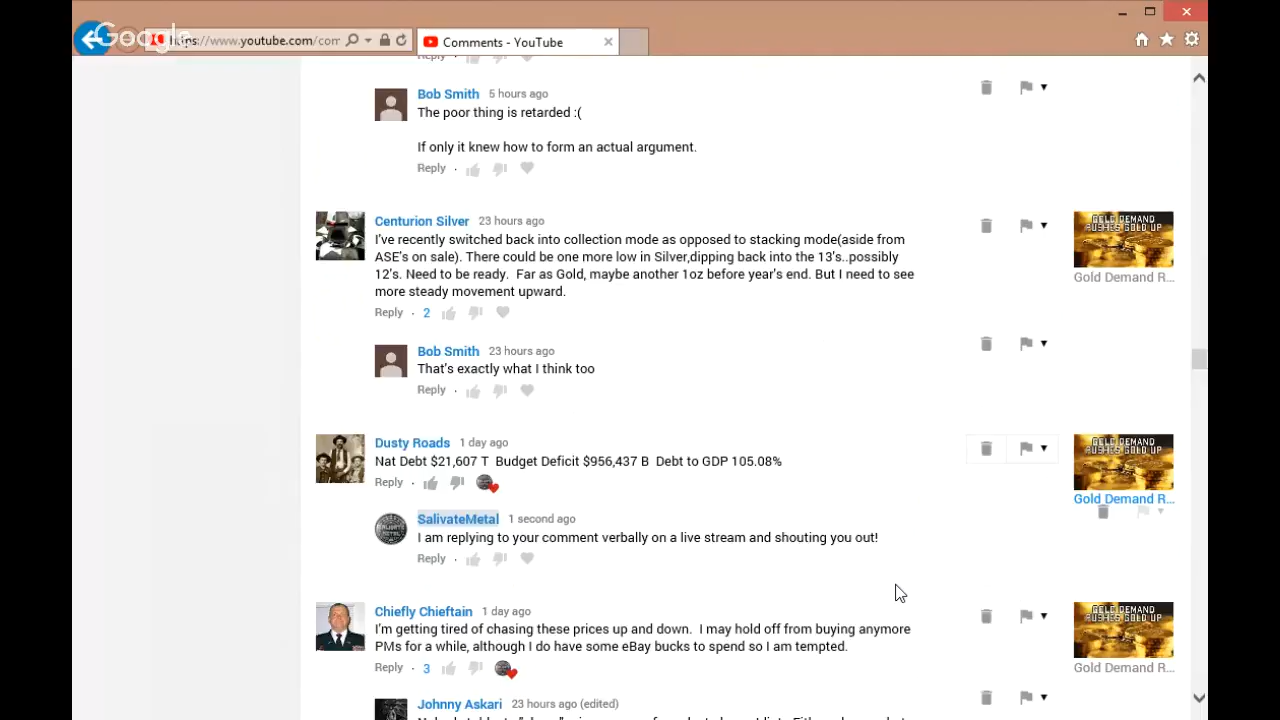 Google
https://www.youtube.com/com
Comments - YouTube
Reply ·
Bob Smith 5 hours ago
The poor thing is retarded :(
If only it knew how to form an actual argument.
Reply ·
Centurion Silver 23 hours ago
I've recently switched back into collection mode as opposed to stacking mode(aside from
ASE's on sale). There could be one more low in Silver,dipping back into the 13's..possibly
12's. Need to be ready.  Far as Gold, maybe another 1oz before year's end. But I need to see
more steady movement upward.
Reply · 2
GOLD DEMAND
PUSHES GOLD UP
Gold Demand R...
Bob Smith 23 hours ago
That's exactly what I think too
Reply ·
Dusty Roads 1 day ago
Nat Debt $21,607 T  Budget Deficit $956,437 B  Debt to GDP 105.08%
Reply ·
GOLD DEMAND
PUSHES GOLD UP
Gold Demand R...
SalivateMetal 1 second ago
I am replying to your comment verbally on a live stream and shouting you out!
Reply ·
Chiefly Chieftain 1 day ago
I'm getting tired of chasing these prices up and down.  I may hold off from buying anymore
PMs for a while, although I do have some eBay bucks to spend so I am tempted.
Reply · 3
GOLD DEMAND
PUSHES GOLD UP
Gold Demand R...
Johnny Askari 23 hours ago (edited)